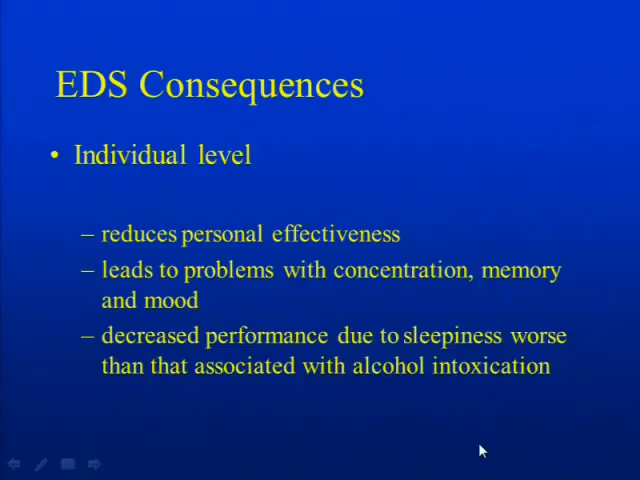 EDS Consequences
• Individual level
– reduces personal effectiveness
– leads to problems with concentration, memory
and mood
– decreased performance due to sleepiness worse
than that associated with alcohol intoxication